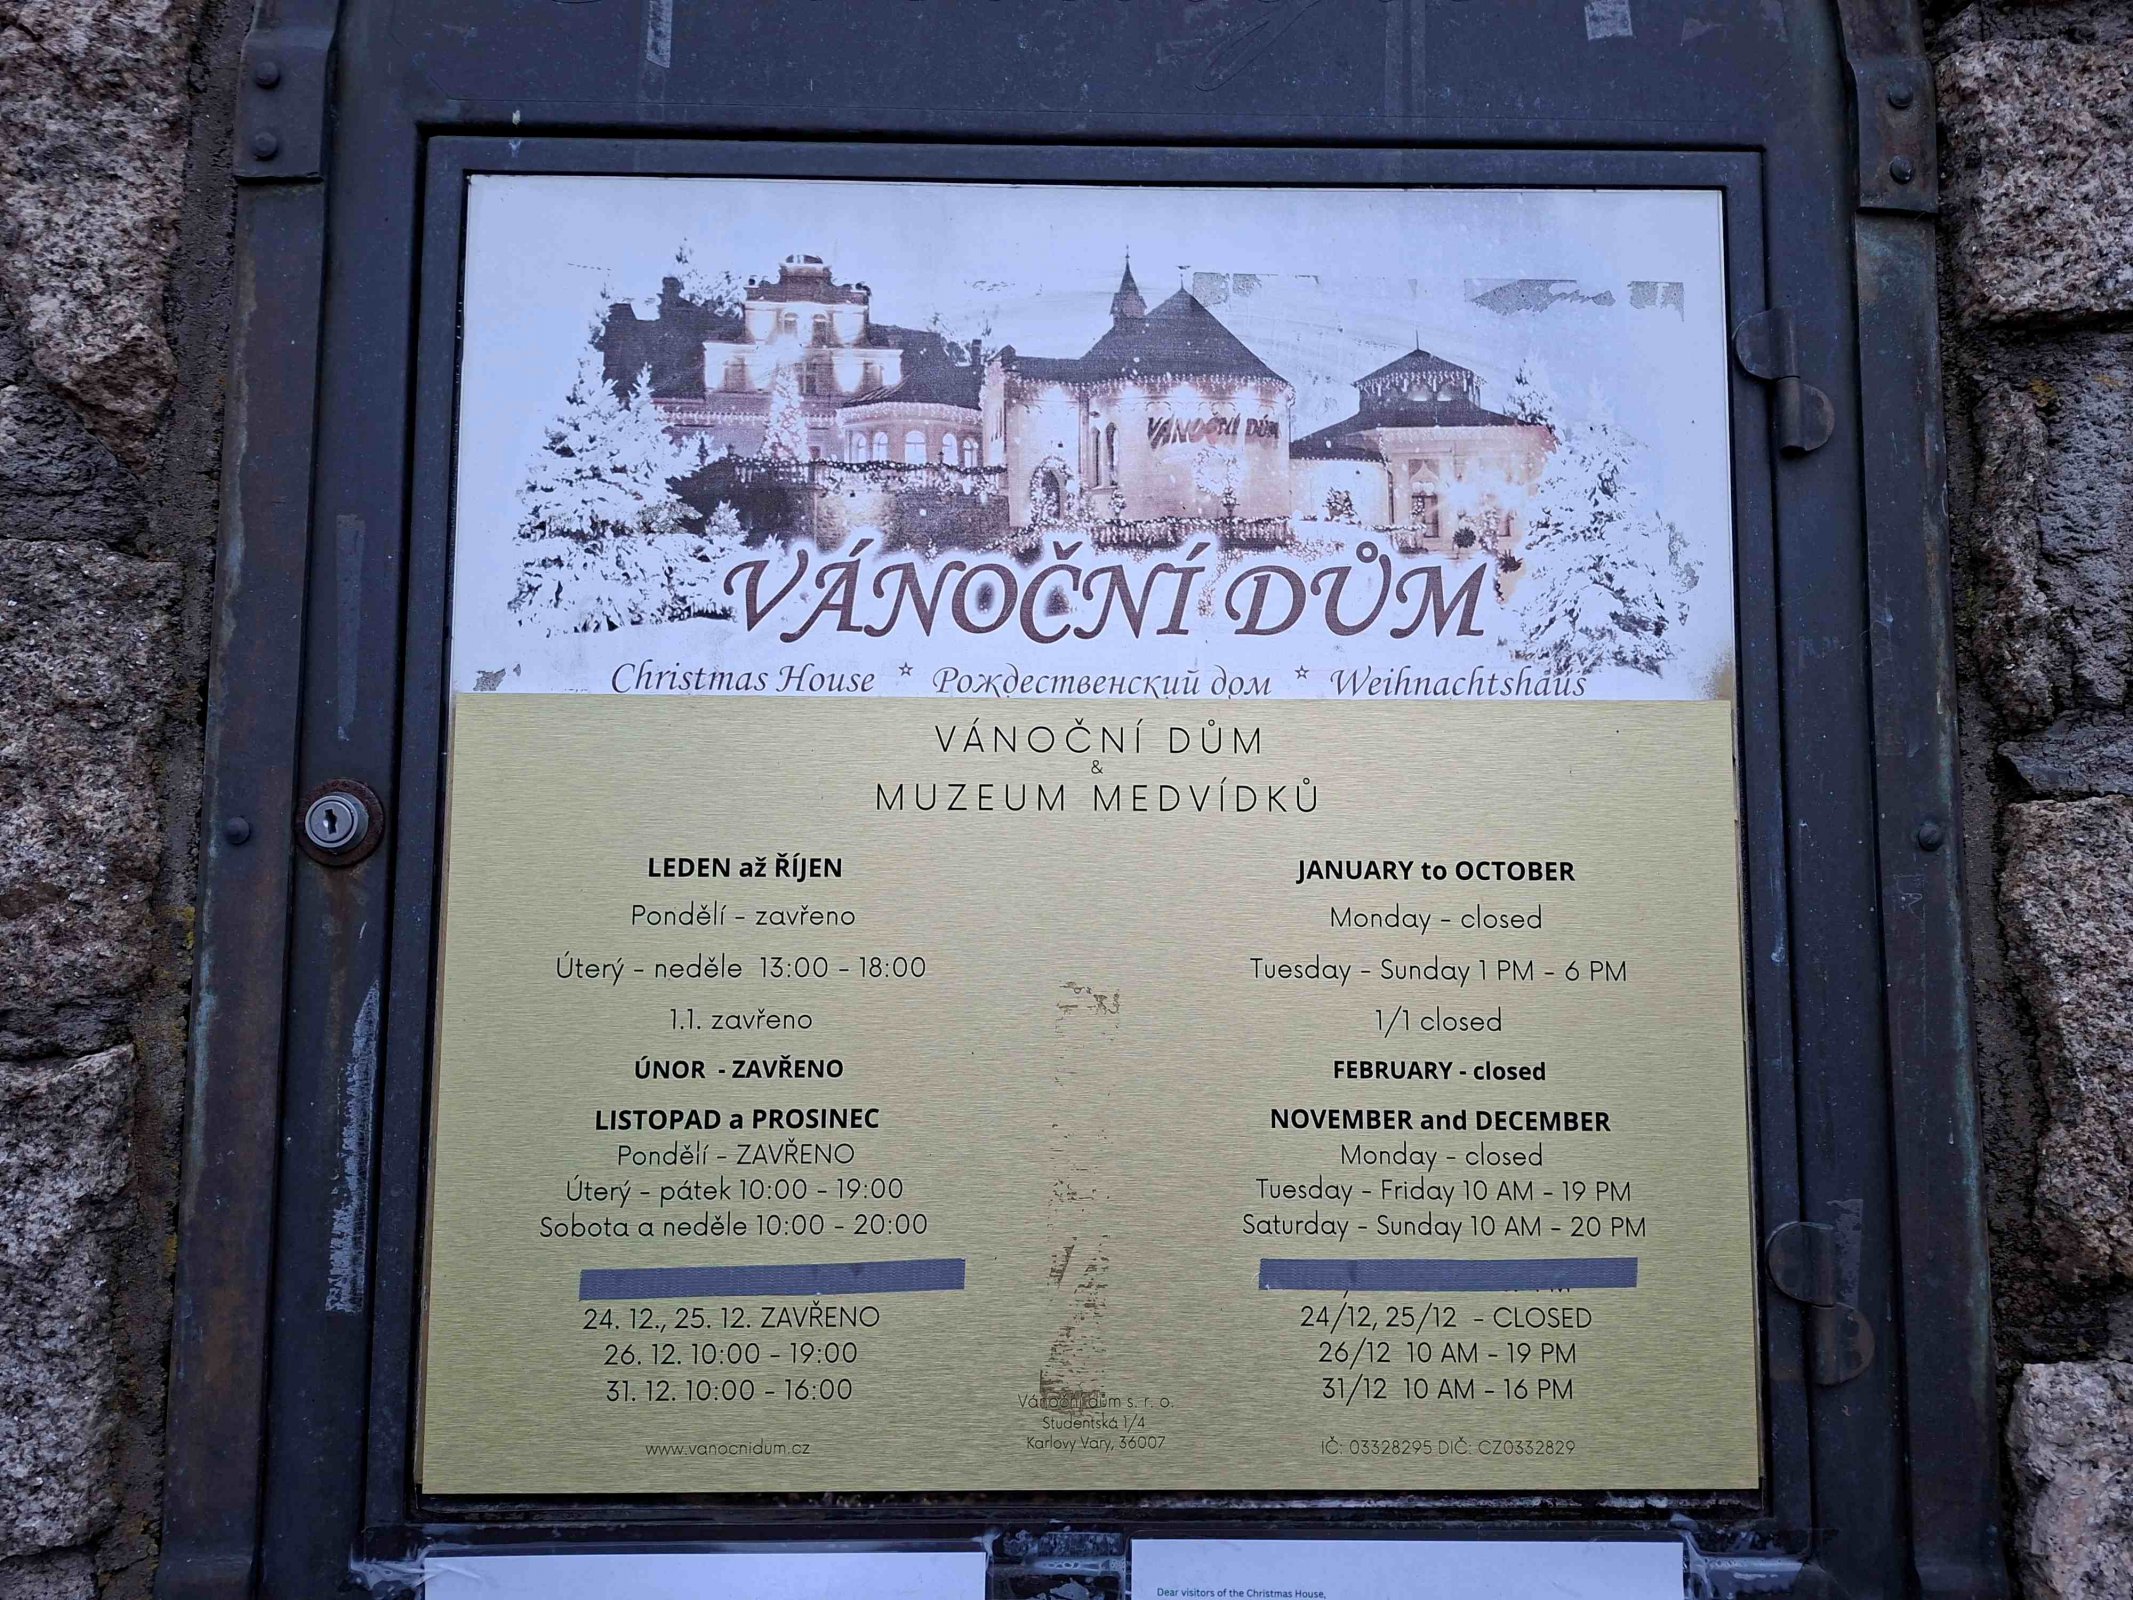 VÁNOČNÍ DŮM
VÁNOČNÍ DŮM
Christmas House * Рождественский дом * Weihnachtshaus
VÁNOČNÍ DŮM
&
MUZEUM MEDVÍDKŮ
LEDEN až ŘÍJEN
Pondělí - zavřeno
Úterý - neděle 13:00 - 18:00
1.1. zavřeno
ÚNOR - ZAVŘENO
LISTOPAD a PROSINEC
Pondělí - ZAVŘENO
Úterý - pátek 10:00 - 19:00
Sobota a neděle 10:00 - 20:00
24. 12., 25. 12. ZAVŘENO
26. 12. 10:00 - 19:00
31. 12. 10:00 - 16:00
www.vanocnidum.cz
JANUARY to OCTOBER
Monday - closed
Tuesday - Sunday 1 PM - 6 PM
1/1 closed
FEBRUARY - closed
NOVEMBER and DECEMBER
Monday - closed
Tuesday - Friday 10 AM - 19 PM
Saturday - Sunday 10 AM - 20 PM
24/12, 25/12 - CLOSED
26/12 10 AM - 19 PM
31/12 10 AM - 16 PM
Vánoční dům s. r. o.
Studentská 1/4
Karlovy Vary, 36007
IČ: 03328295 DIČ: CZ0332829
Dear visitors of the Christmas House,